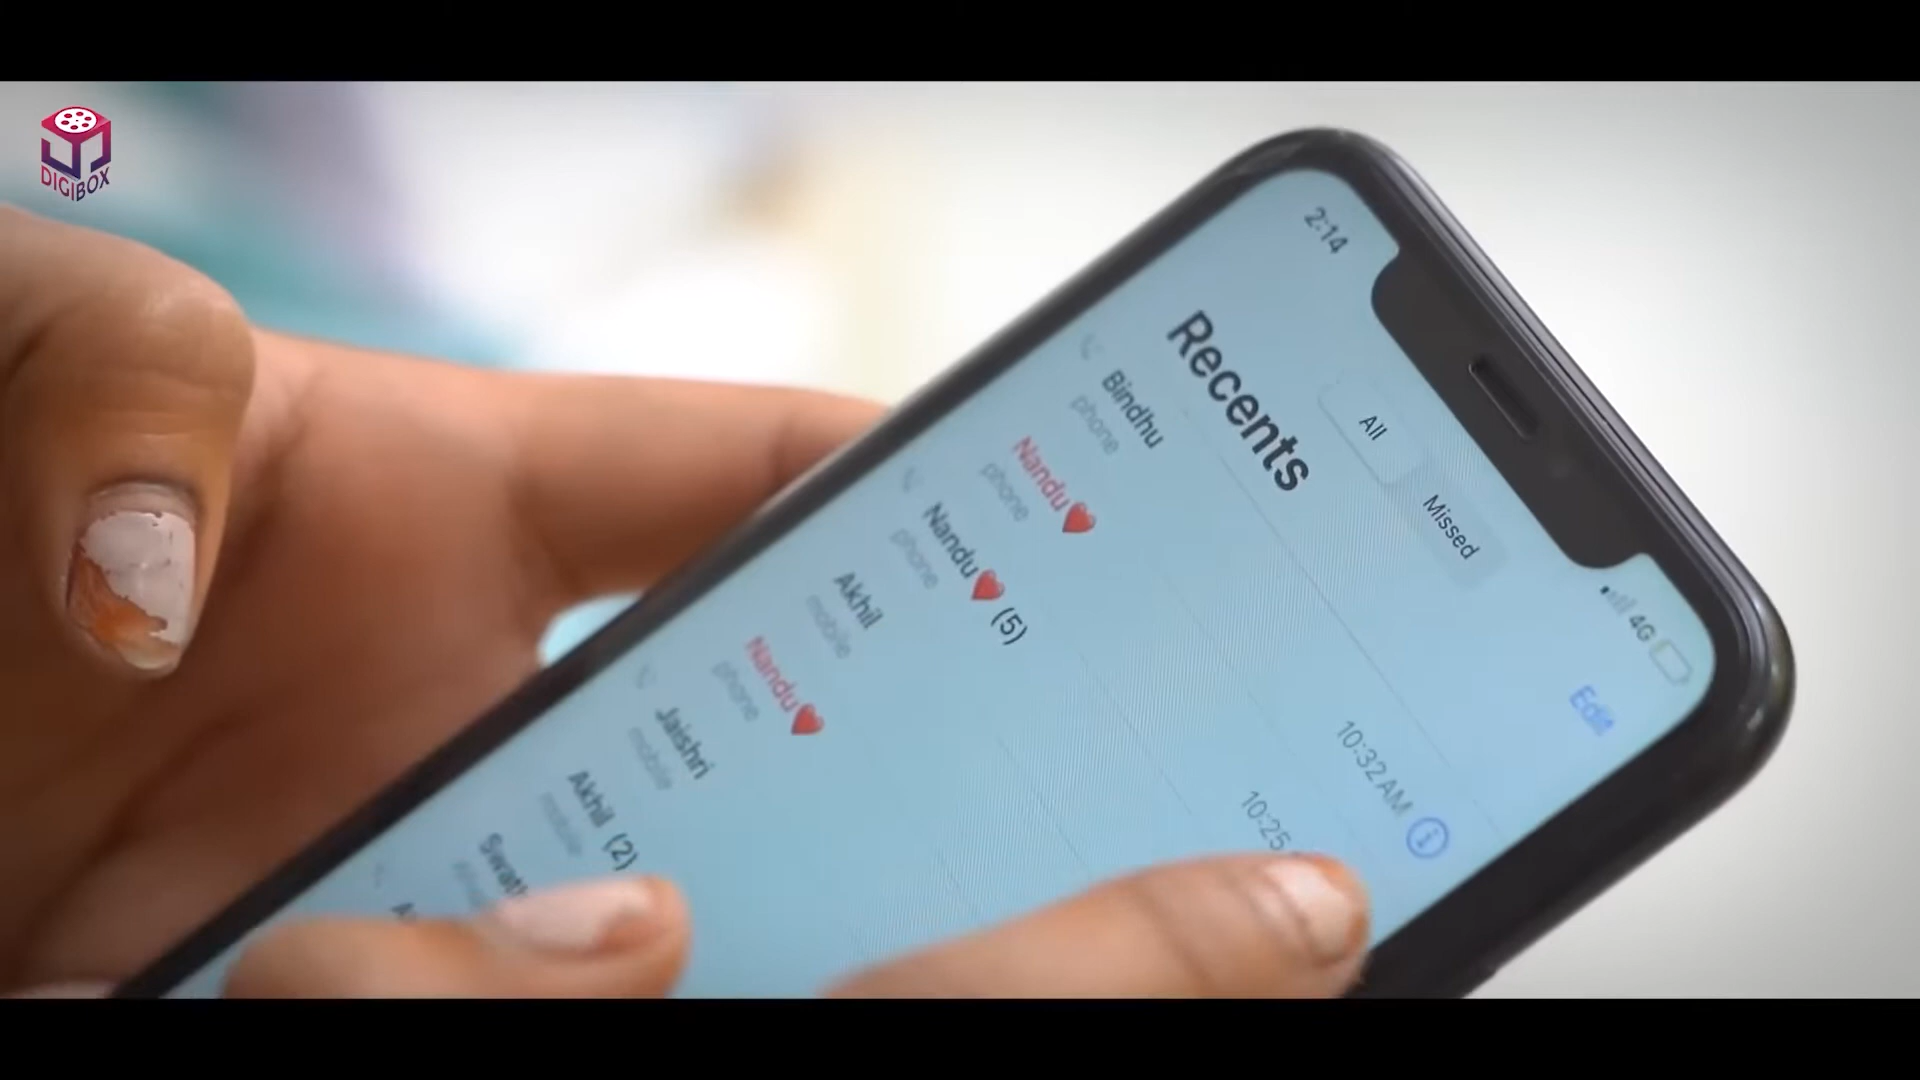 DIGIBOX
2:14
4G
All
Missed
Edit
Recents
Bindhu
phone
10:32 AM
Nandu❤
phone
10:25
Nandu❤ (5)
phone
Akhil
mobile
Nandu❤
phone
Jaishri
mobile
Akhil (2)
mobile